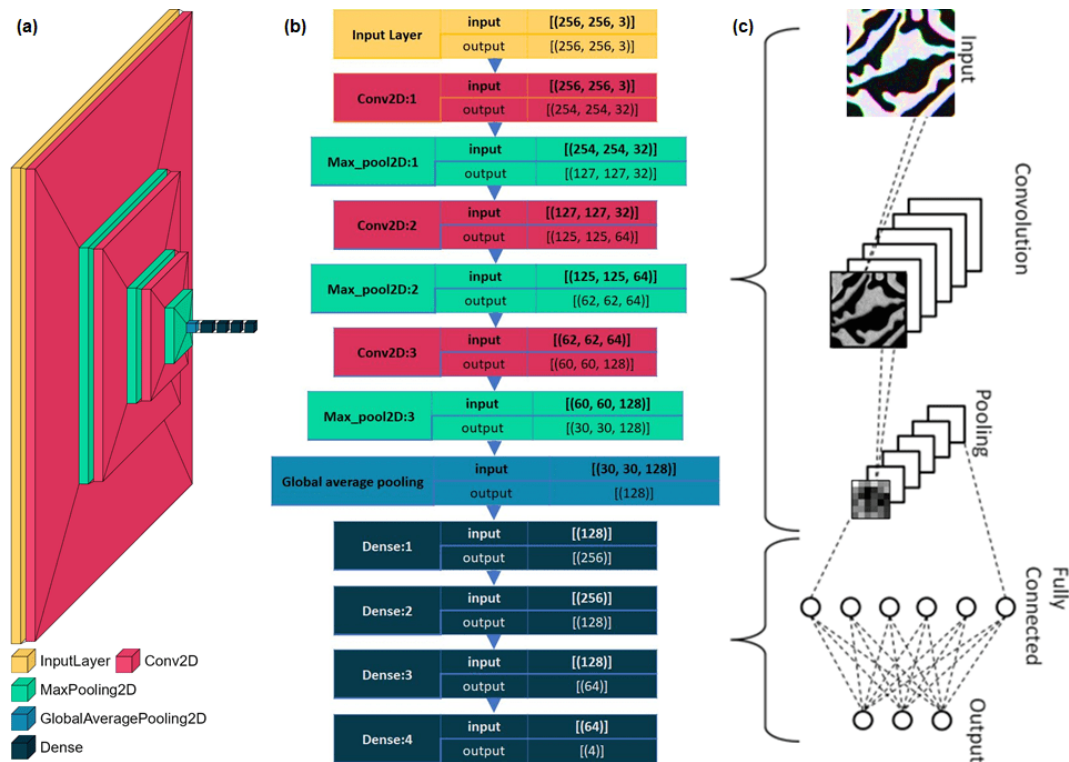 (a)
InputLayer Conv2D
MaxPooling2D
GlobalAveragePooling2D
Dense
(b)
Input Layer input [(256, 256, 3)]
output [(256, 256, 3)]
Conv2D:1 input [(256, 256, 3)]
output [(254, 254, 32)]
Max_pool2D:1 input [(254, 254, 32)]
output [(127, 127, 32)]
Conv2D:2 input [(127, 127, 32)]
output [(125, 125, 64)]
Max_pool2D:2 input [(125, 125, 64)]
output [(62, 62, 64)]
Conv2D:3 input [(62, 62, 64)]
output [(60, 60, 128)]
Max_pool2D:3 input [(60, 60, 128)]
output [(30, 30, 128)]
Global average pooling input [(30, 30, 128)]
output [(128)]
Dense:1 input [(128)]
output [(256)]
Dense:2 input [(256)]
output [(128)]
Dense:3 input [(128)]
output [(64)]
Dense:4 input [(64)]
output [(4)]
(c)
Input
Convolution
Pooling
Fully
Connected
Output